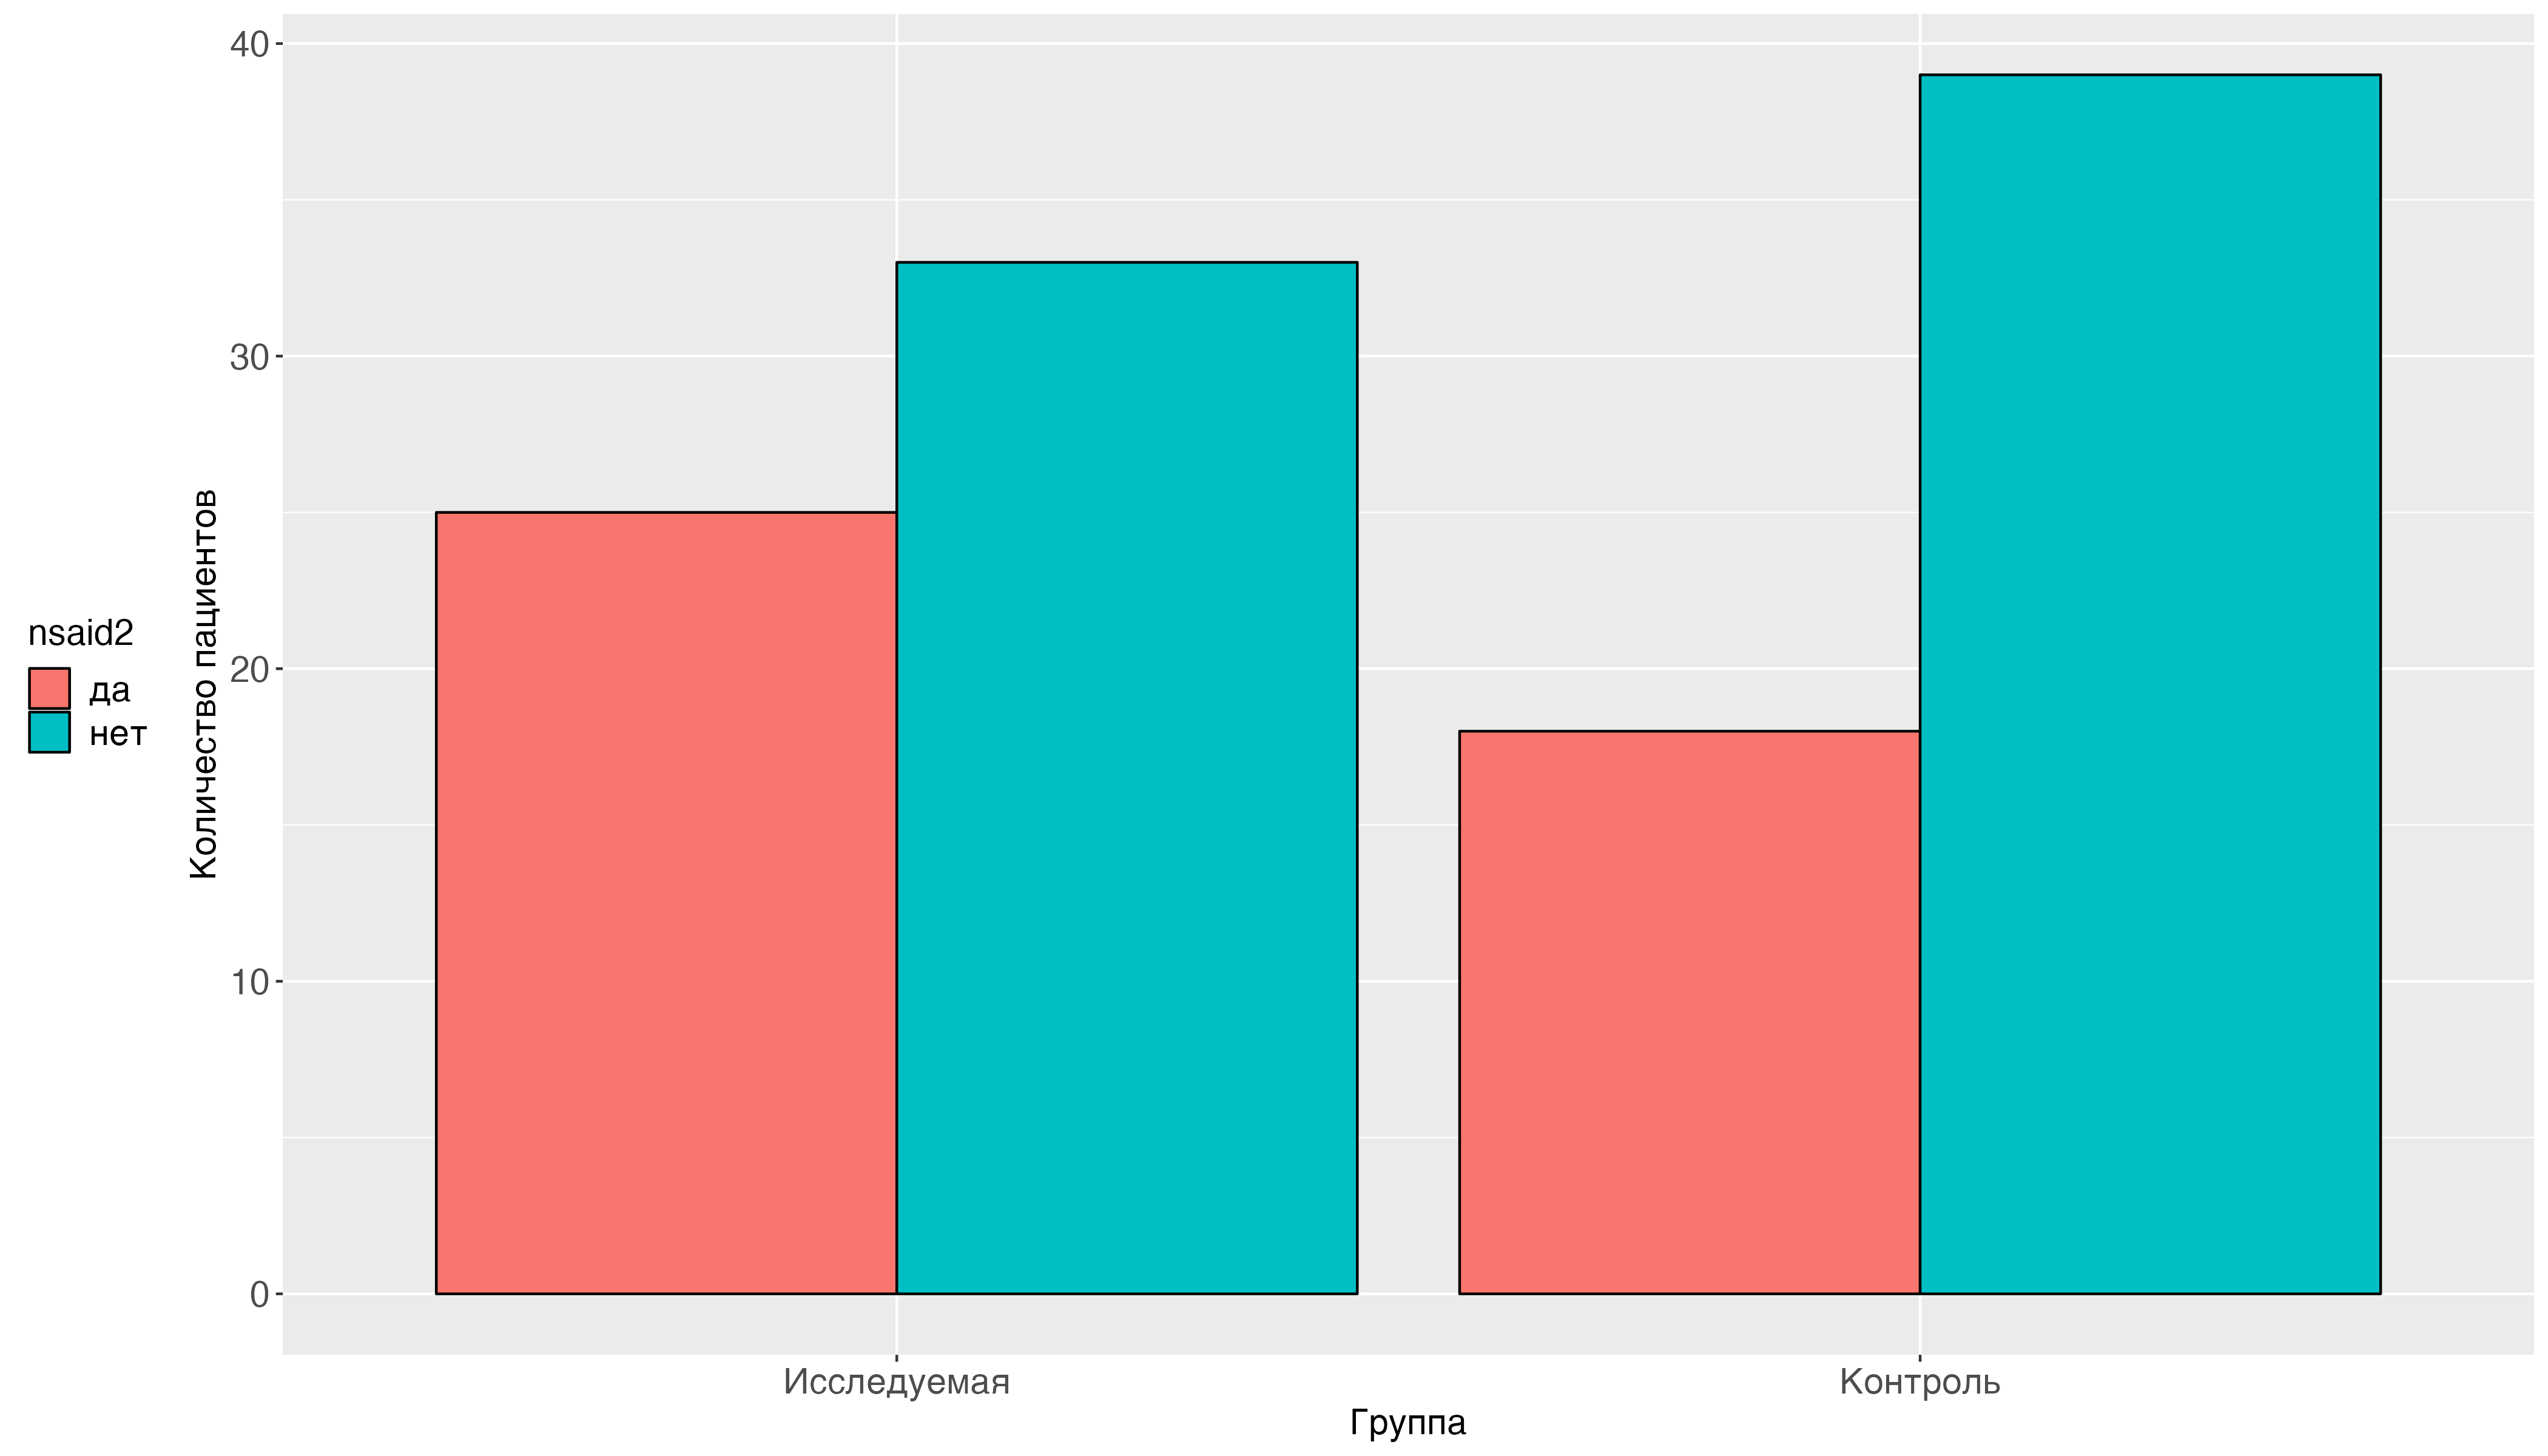 nsaid2
да
нет
Количество пациентов
40
30
20
10
0
Исследуемая
Контроль
Группа